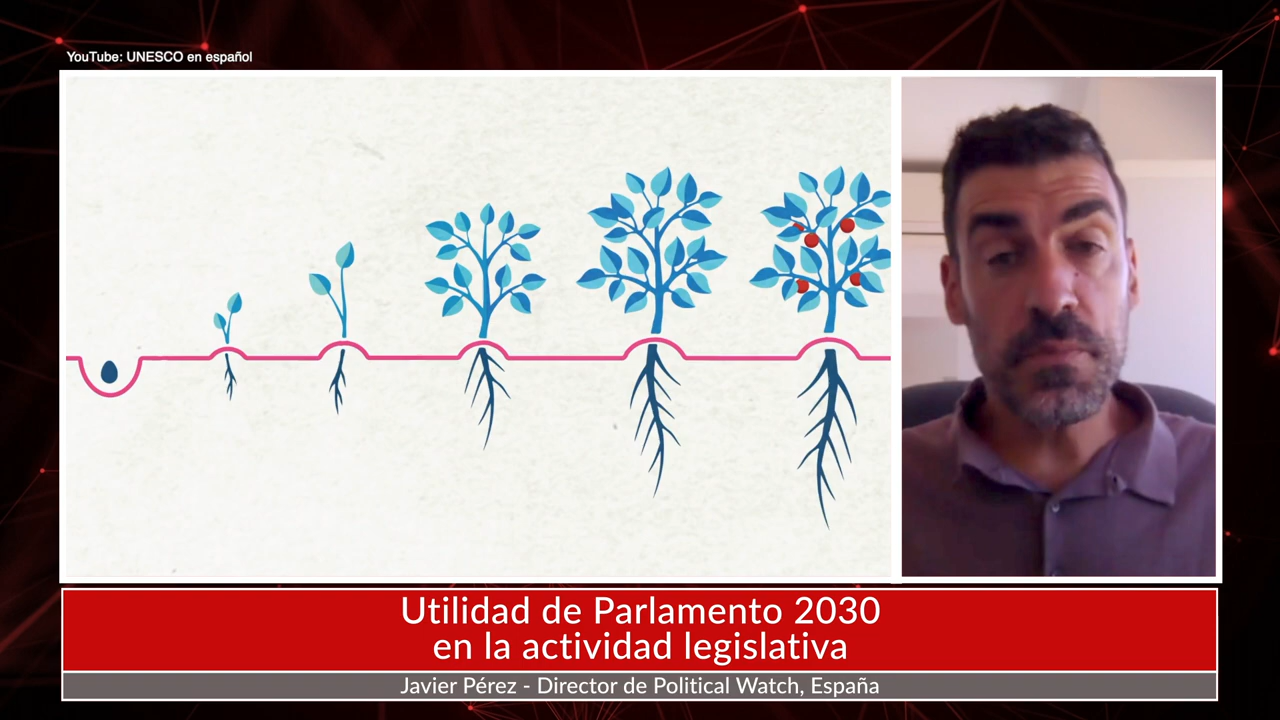 YouTube: UNESCO en español
Utilidad de Parlamento 2030
en la actividad legislativa
Javier Pérez - Director de Political Watch, España